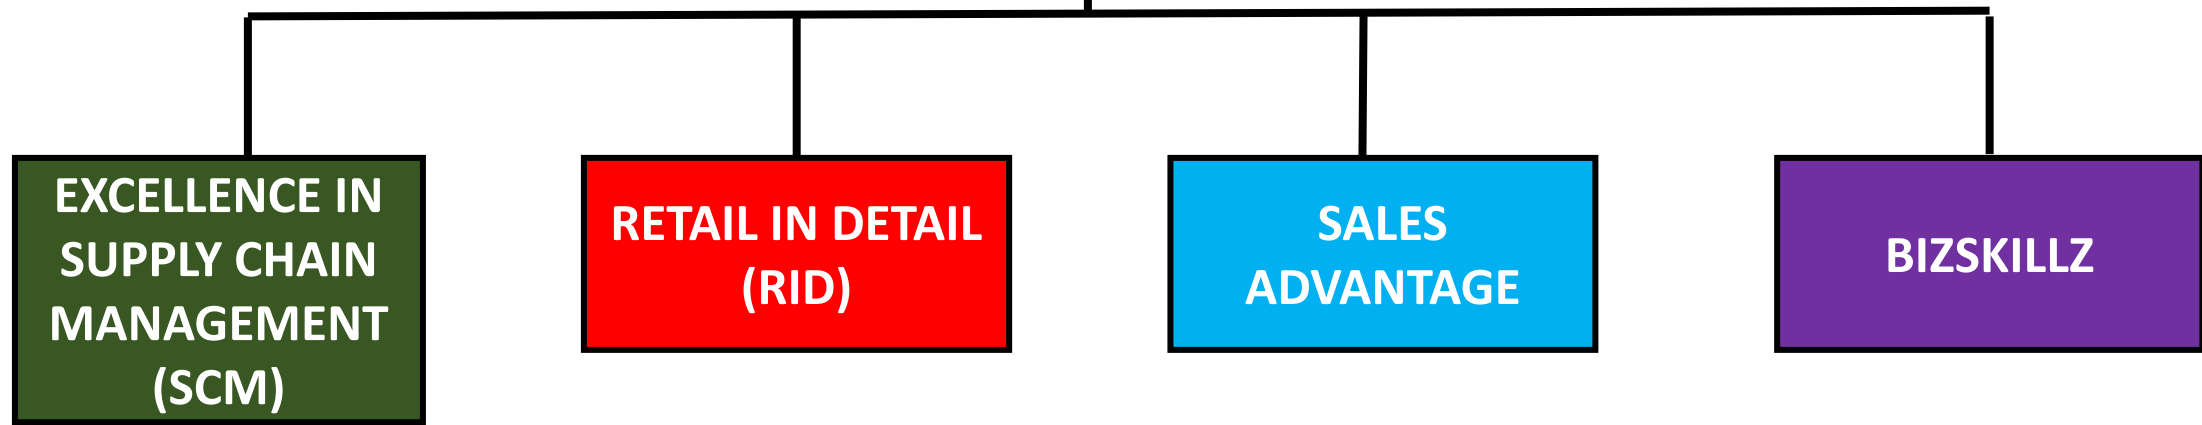 EXCELLENCE IN
SUPPLY CHAIN
MANAGEMENT
(SCM)
RETAIL IN DETAIL
(RID)
SALES
ADVANTAGE
BIZSKILLZ